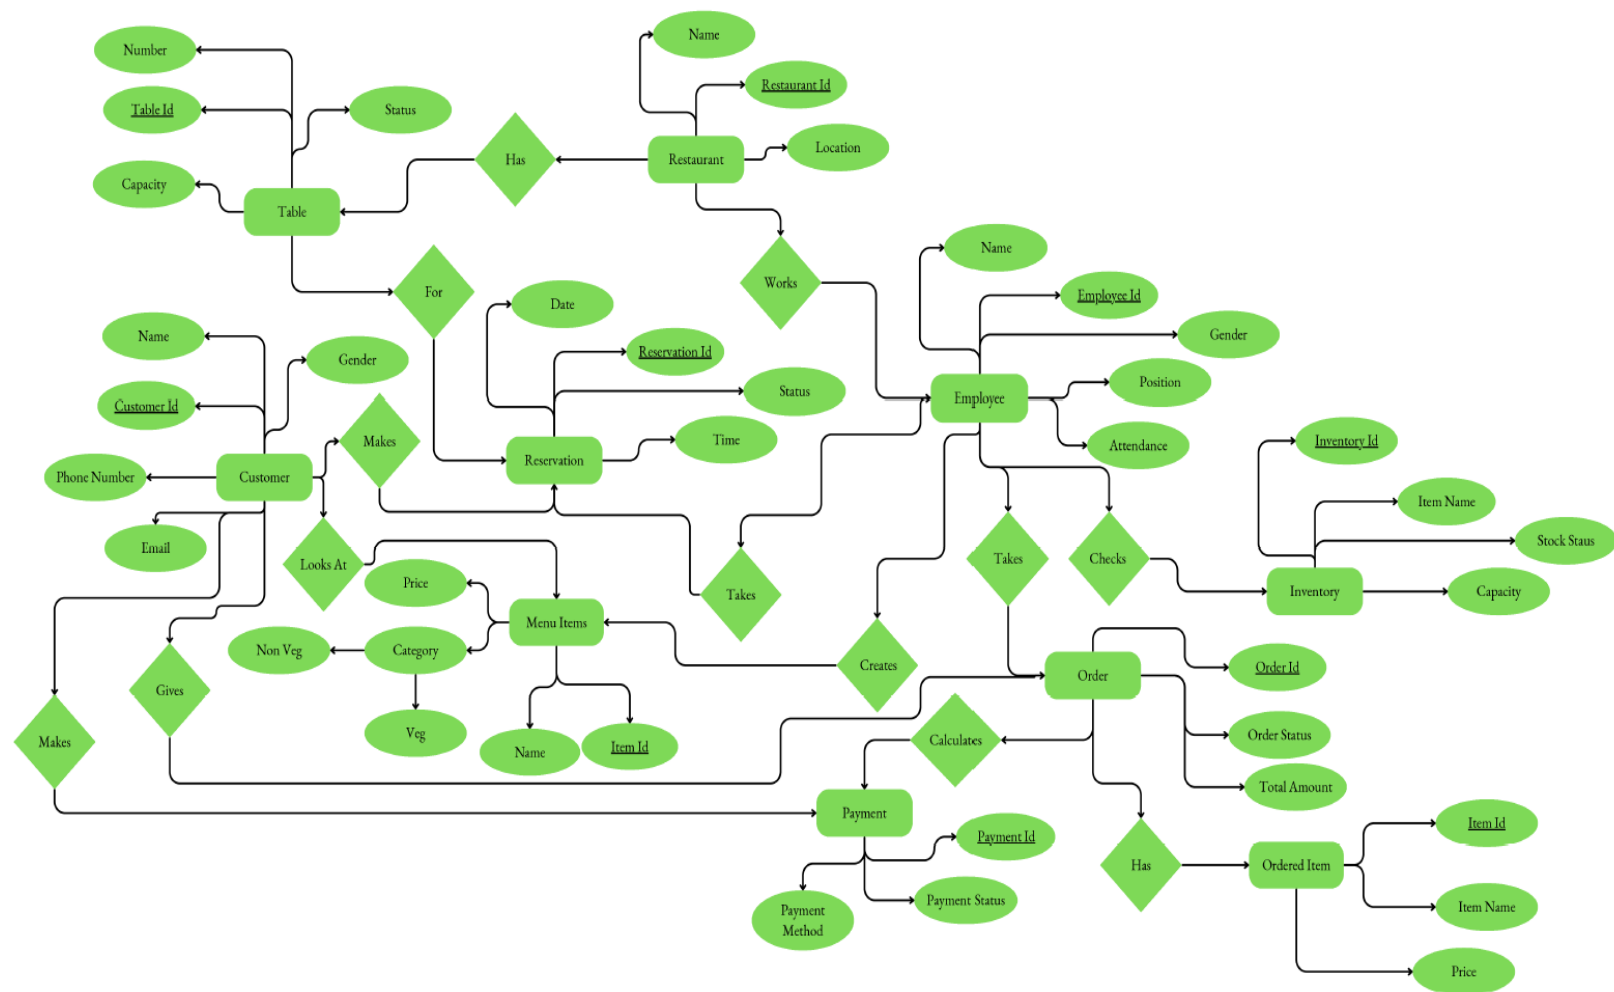 Name
Number
Restaurant Id
Table Id
Status
Location
Has
Restaurant
Capacity
Table
Name
Works
For
Employee Id
Date
Name
Gender
Reservation Id
Gender
Position
Status
Employee
Customer Id
Makes
Time
Inventory Id
Attendance
Reservation
Phone Number
Customer
Item Name
Stock Staus
Email
Looks At
Takes
Checks
Price
Takes
Inventory
Capacity
Menu Items
Non Veg
Category
Creates
Order Id
Order
Gives
Veg
Order Status
Makes
Calculates
Name
Item Id
Total Amount
Payment
Item Id
Payment Id
Has
Ordered Item
Payment Status
Item Name
Payment
Method
Price